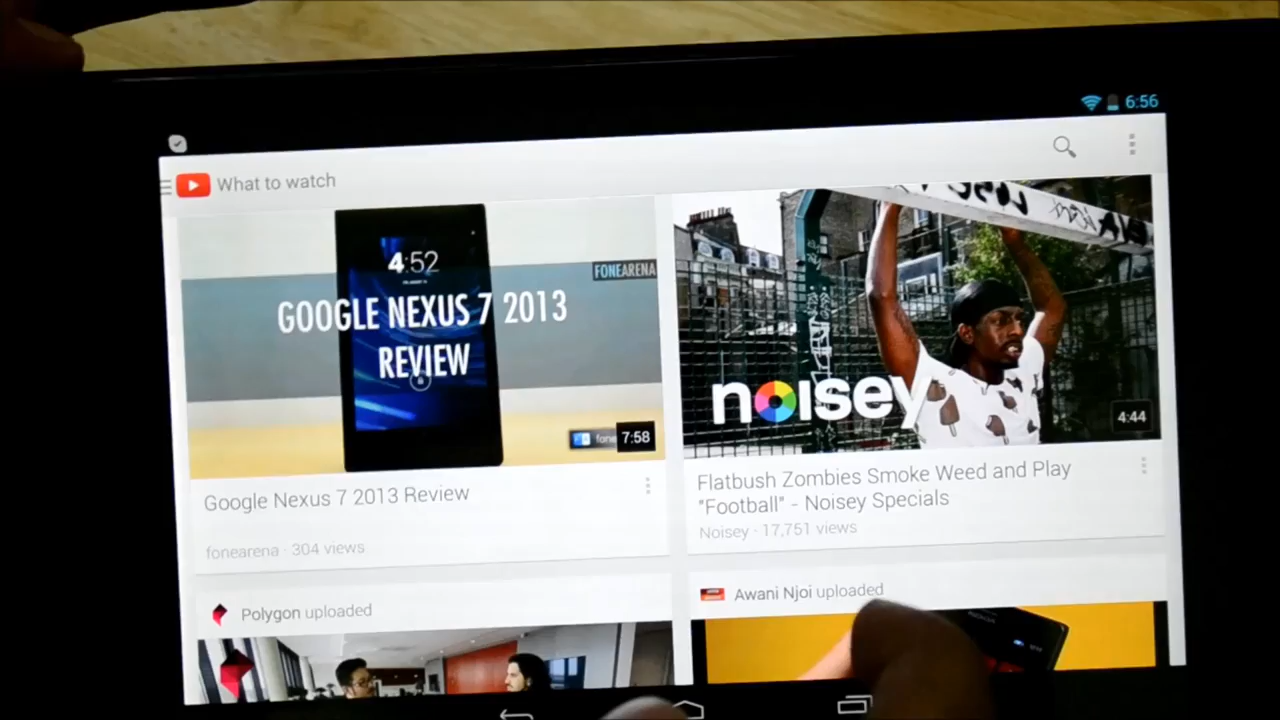 6:56
What to watch
4:52
FONEARENA
GOOGLE NEXUS 7 2013
REVIEW
fone
7:58
noisey
4:44
Google Nexus 7 2013 Review
fonearena · 304 views
Flatbush Zombies Smoke Weed and Play
"Football" - Noisey Specials
Noisey · 17,751 views
Polygon uploaded
Awani Njoi uploaded
NOKIA